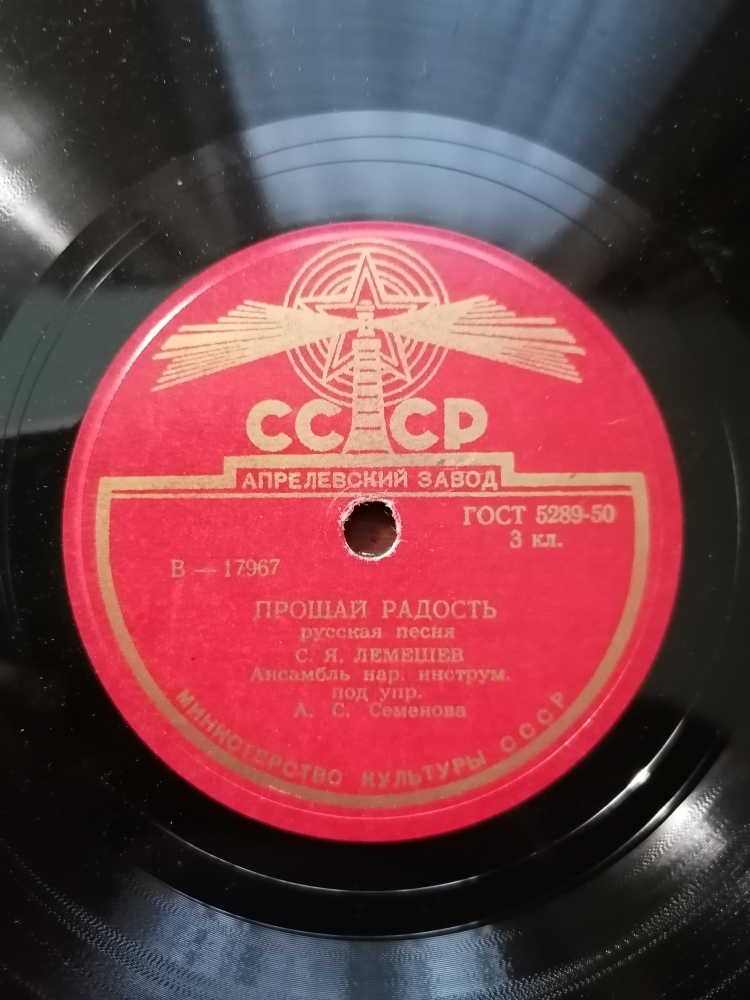 СССР
АПРЕЛЕВСКИЙ ЗАВОД
ГОСТ 5289-50
3 кл.
В — 17967
ПРОЩАЙ РАДОСТЬ
русская песня
С. Я. ЛЕМЕШЕВ
Ансамбль нар. инструм.
под упр.
А. С. Семенова
МИНИСТЕРСТВО КУЛЬТУРЫ СССР